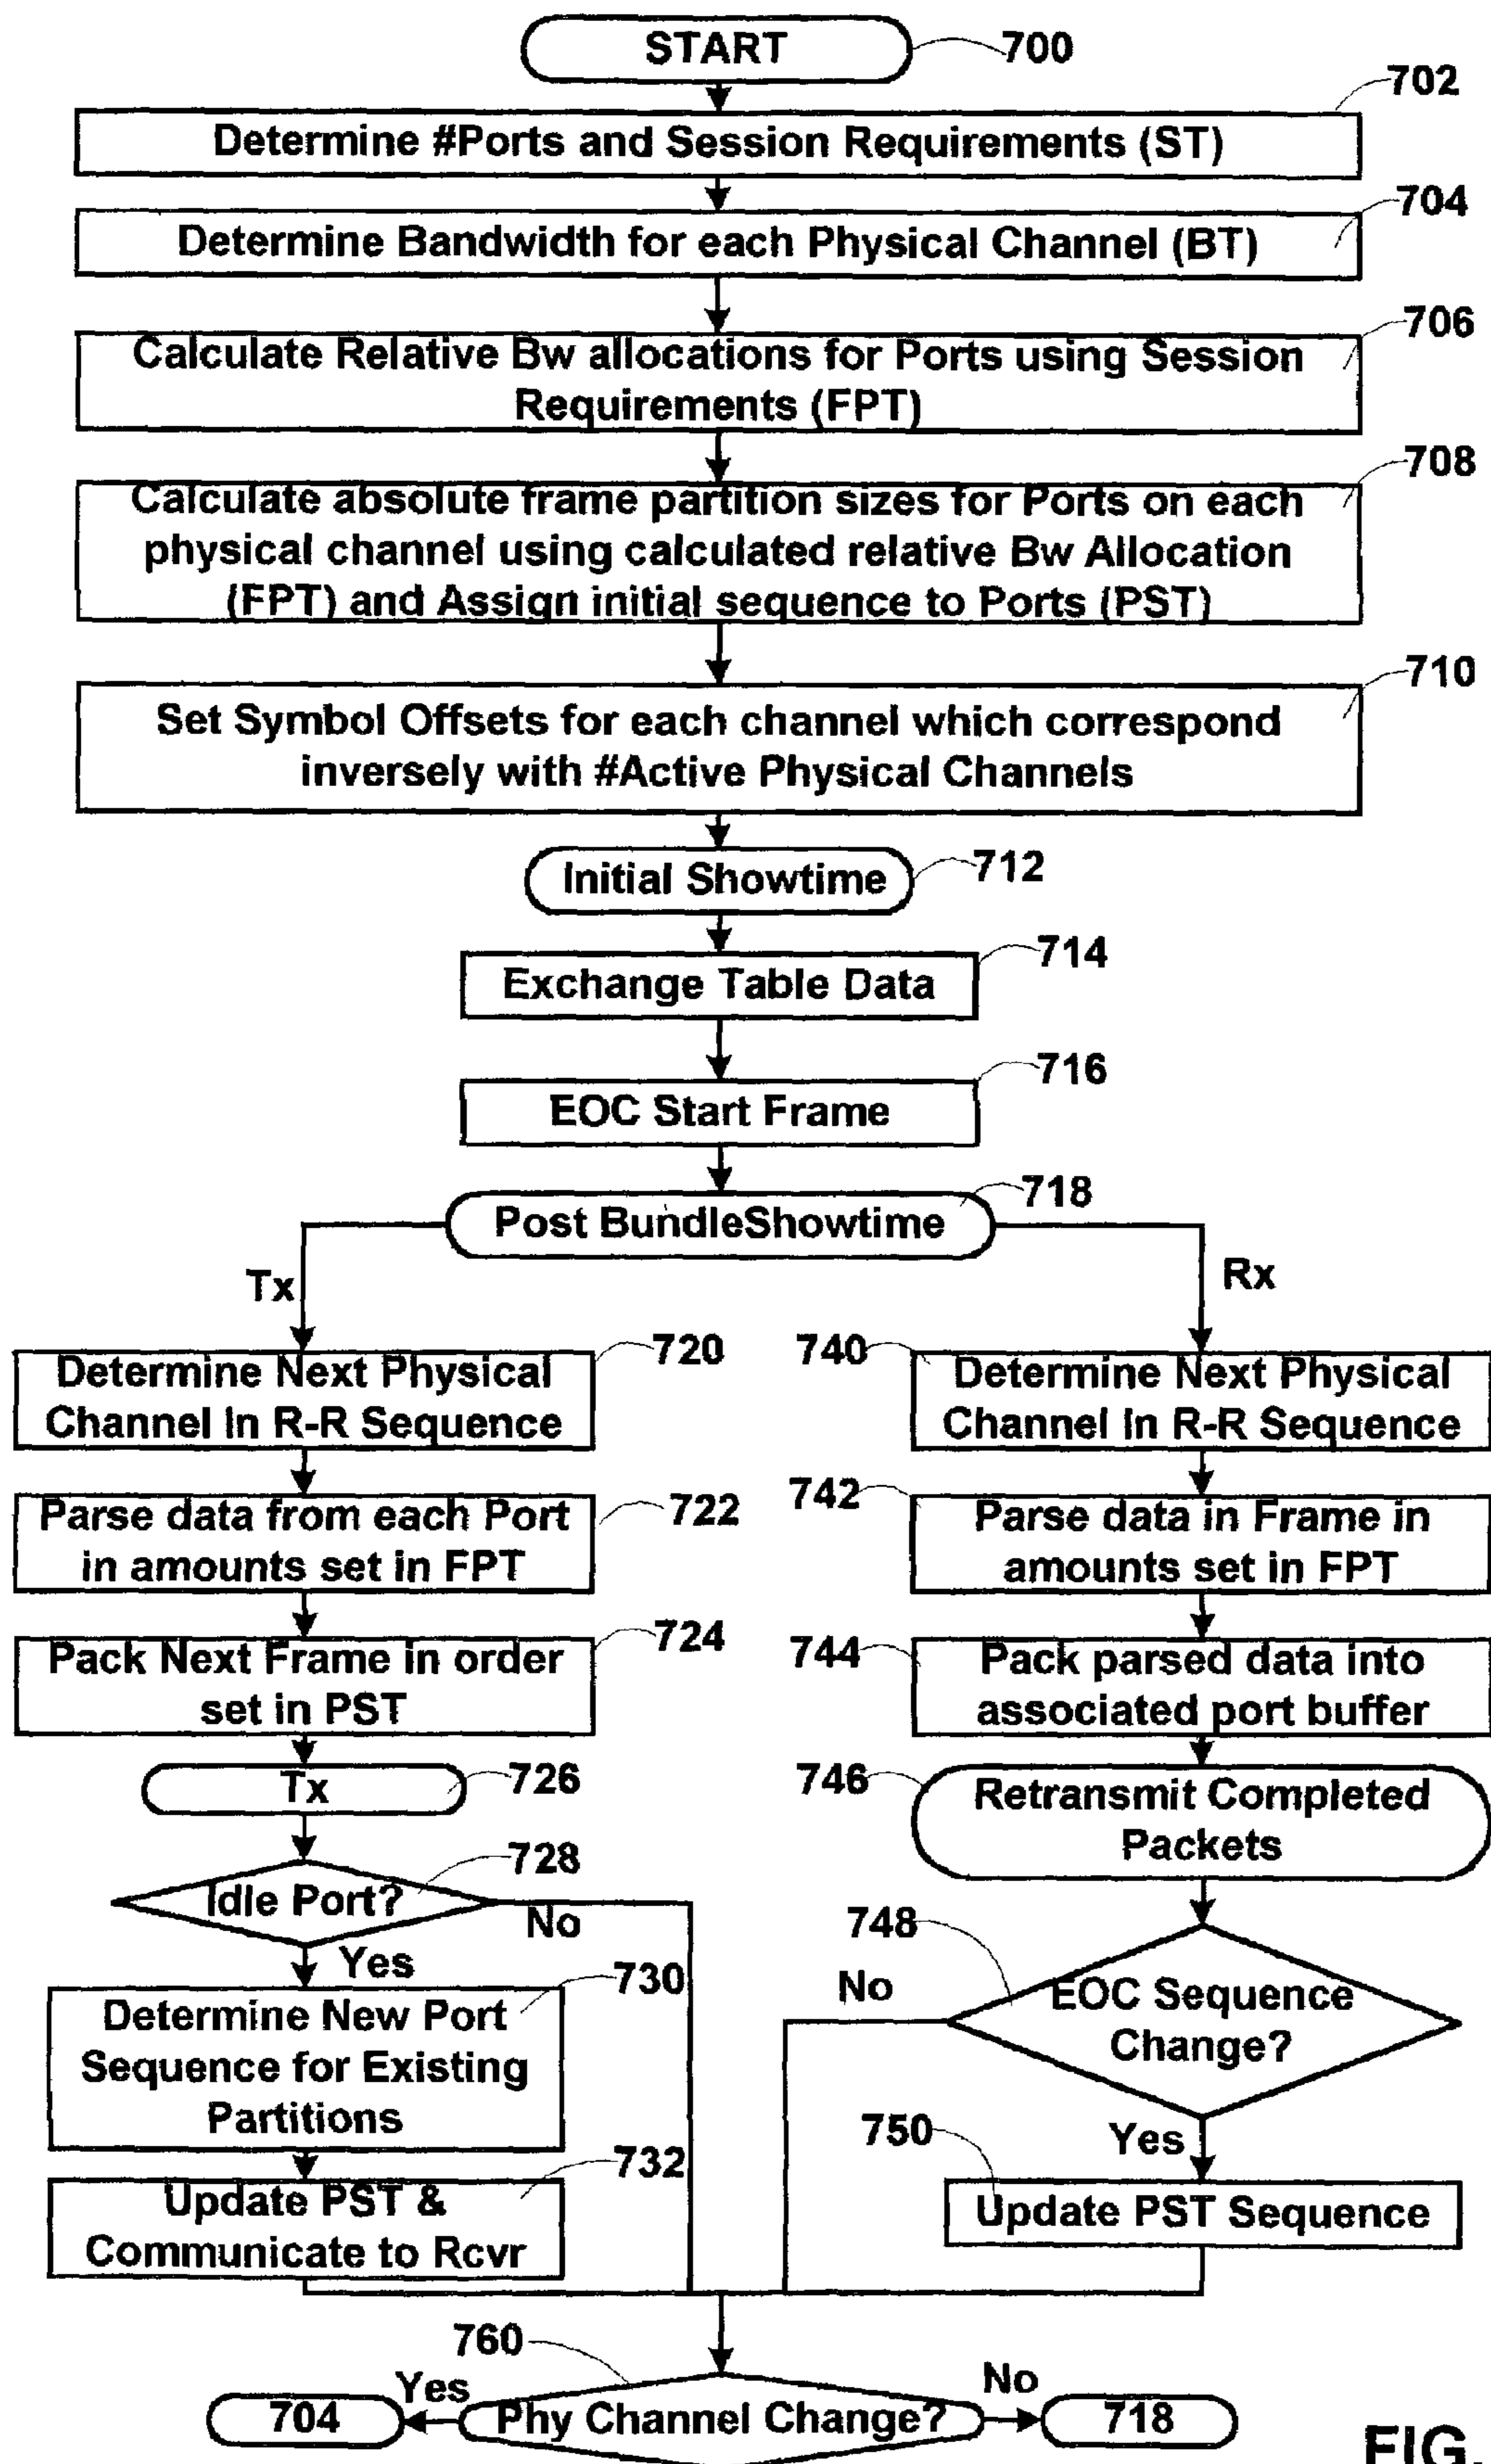 START
700
702
Determine #Ports and Session Requirements (ST)
704
Determine Bandwidth for each Physical Channel (BT)
706
Calculate Relative Bw allocations for Ports using Session
Requirements (FPT)
708
Calculate absolute frame partition sizes for Ports on each
physical channel using calculated relative Bw Allocation
(FPT) and Assign initial sequence to Ports (PST)
710
Set Symbol Offsets for each channel which correspond
inversely with #Active Physical Channels
Initial Showtime
712
714
Exchange Table Data
716
EOC Start Frame
718
Post BundleShowtime
Tx
Rx
720
Determine Next Physical
Channel In R-R Sequence
722
Parse data from each Port
in amounts set in FPT
724
Pack Next Frame in order
set in PST
Tx
726
728
Idle Port?
No
Yes
730
Determine New Port
Sequence for Existing
Partitions
732
Update PST &
Communicate to Rcvr
740
Determine Next Physical
Channel In R-R Sequence
742
Parse data in Frame in
amounts set in FPT
744
Pack parsed data into
associated port buffer
746
Retransmit Completed
Packets
748
No
EOC Sequence
Change?
750
Yes
Update PST Sequence
760
Yes
No
704
Phy Channel Change?
718
FIG.